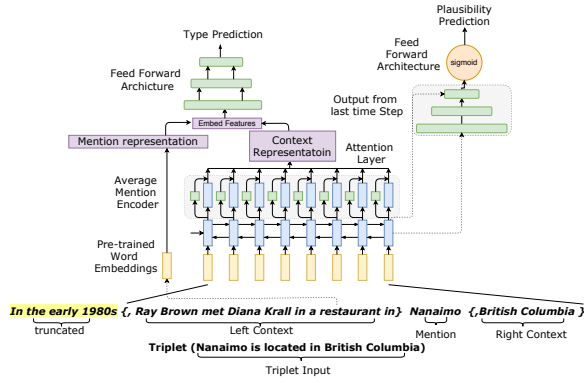 Type Prediction
Plausibility
Prediction
Feed Forward
Architecture
sigmoid
Feed Forward
Archicture
Output from
last time Step
Embed Features
Mention representation
Context
Representatoin
Attention
Layer
Average
Mention
Encoder
Pre-trained
Word
Embeddings
In the early 1980s {, Ray Brown met Diana Krall in a restaurant in} Nanaimo {,British Columbia }
truncated Left Context Mention Right Context
Triplet (Nanaimo is located in British Columbia)
Triplet Input